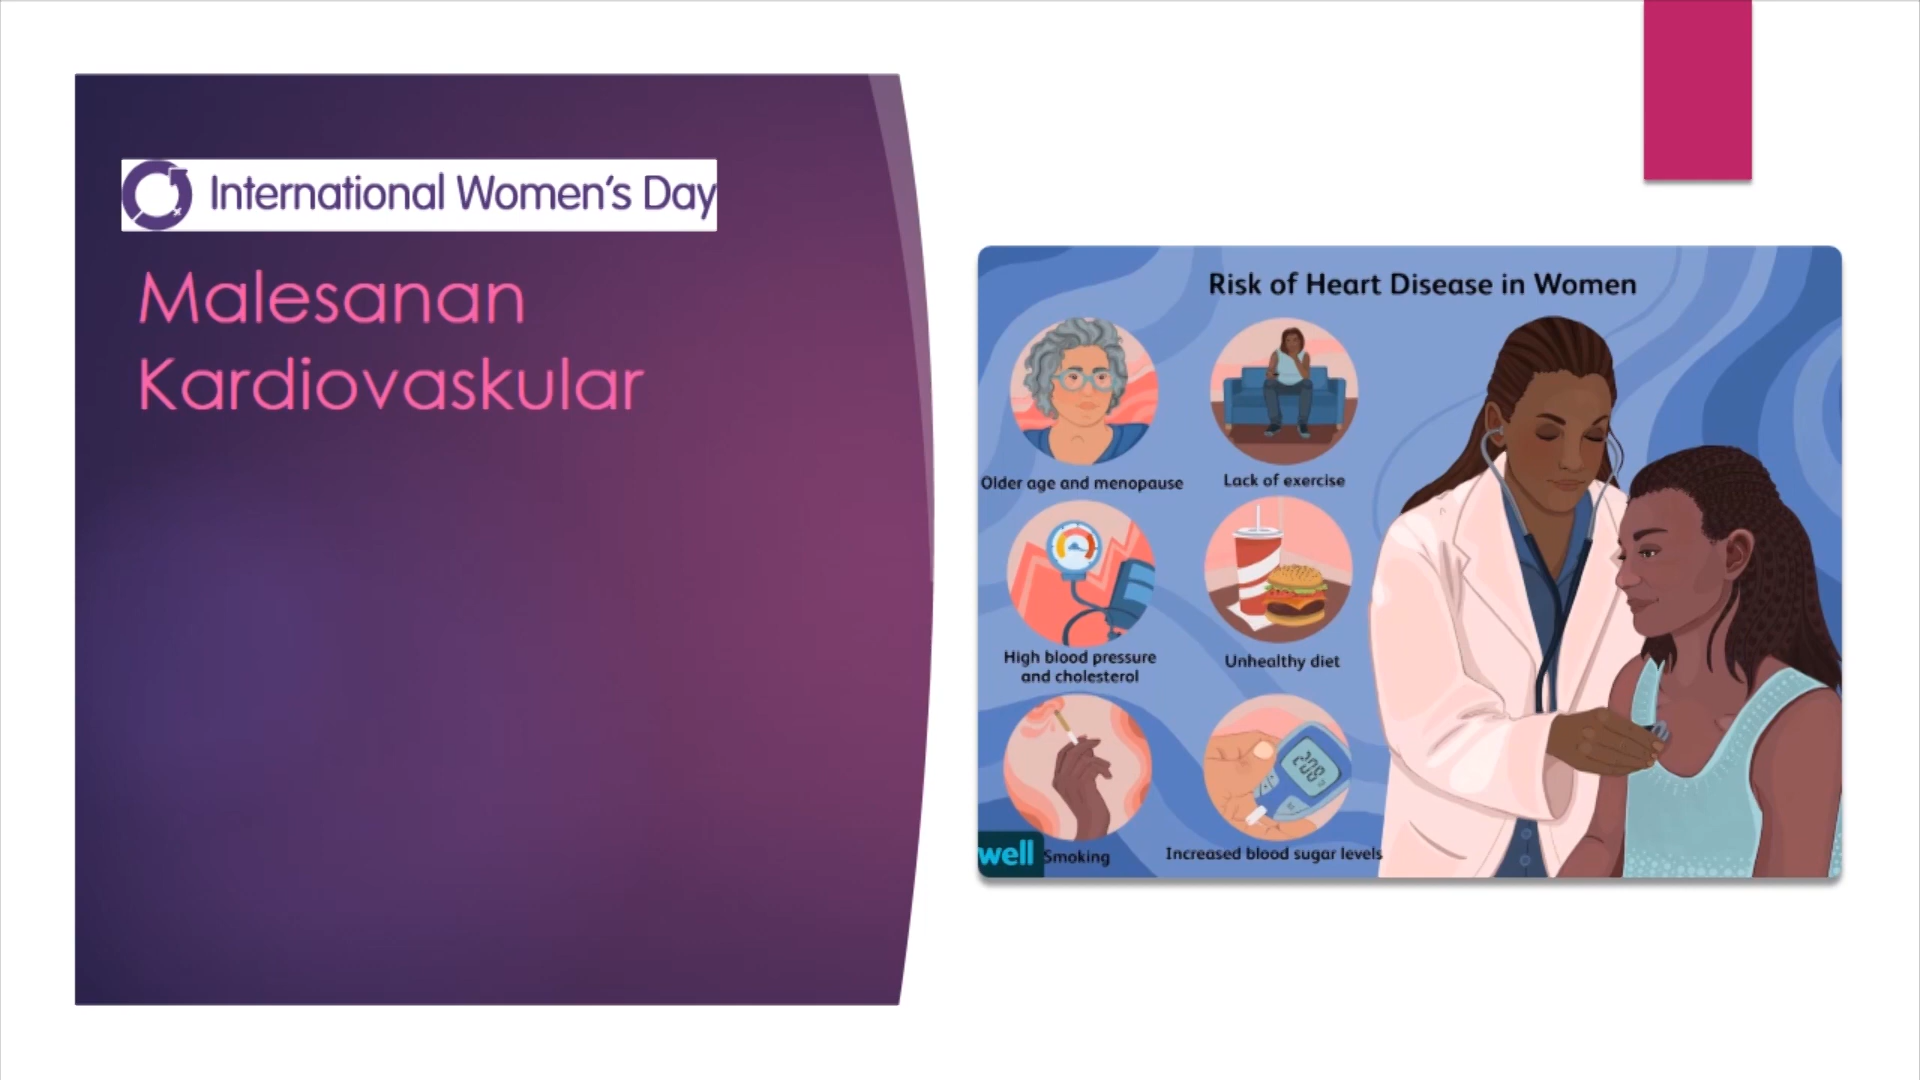 International Women's Day
Malesanan
Kardiovaskular
Risk of Heart Disease in Women
Older age and menopause
Lack of exercise
High blood pressure
and cholesterol
Unhealthy diet
208
Smoking
Increased blood sugar levels
well